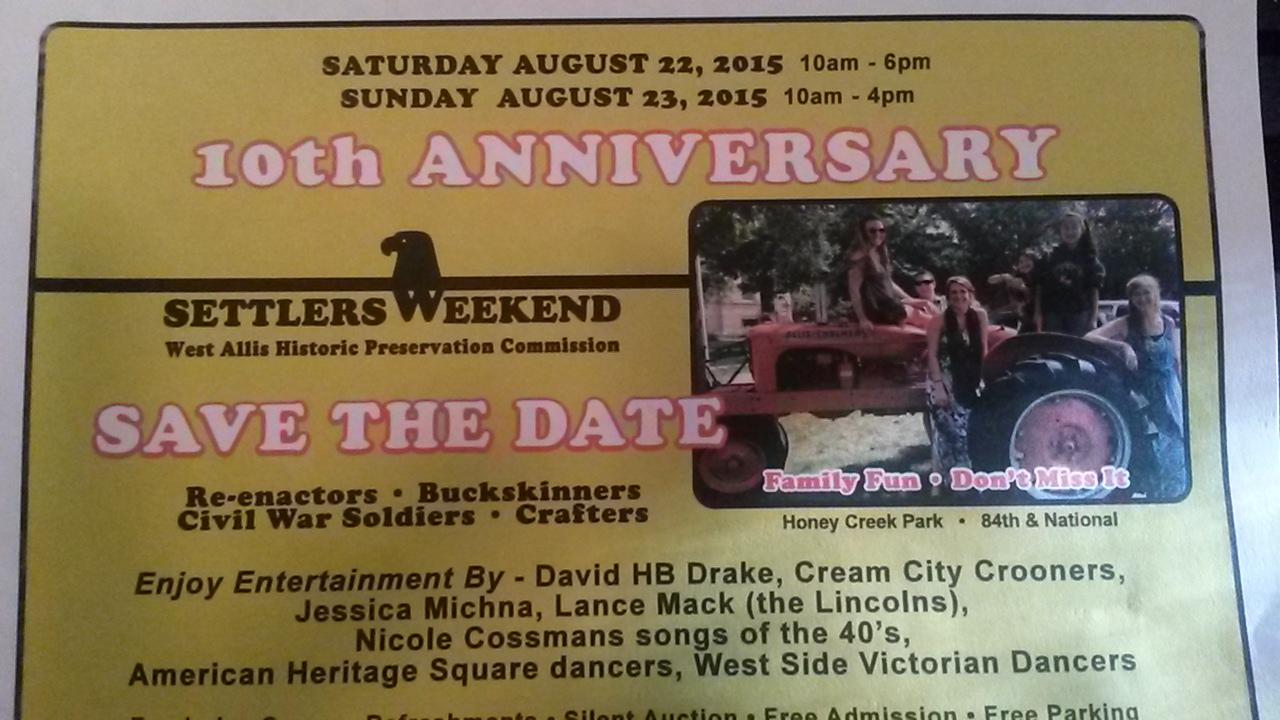 SATURDAY AUGUST 22, 2015 10am - 6pm
SUNDAY AUGUST 23, 2015 10am - 4pm
10th ANNIVERSARY
SETTLERS WEEKEND
West Allis Historic Preservation Commission
ALLIS-CHALMERS
SAVE THE DATE
Family Fun • Don't Miss It
Re-enactors • Buckskinners
Civil War Soldiers • Crafters
Honey Creek Park • 84th & National
Enjoy Entertainment By - David HB Drake, Cream City Crooners,
Jessica Michna, Lance Mack (the Lincolns),
Nicole Cossmans songs of the 40's,
American Heritage Square dancers, West Side Victorian Dancers
Refreshments • Silent Auction • Free Admission • Free Parking